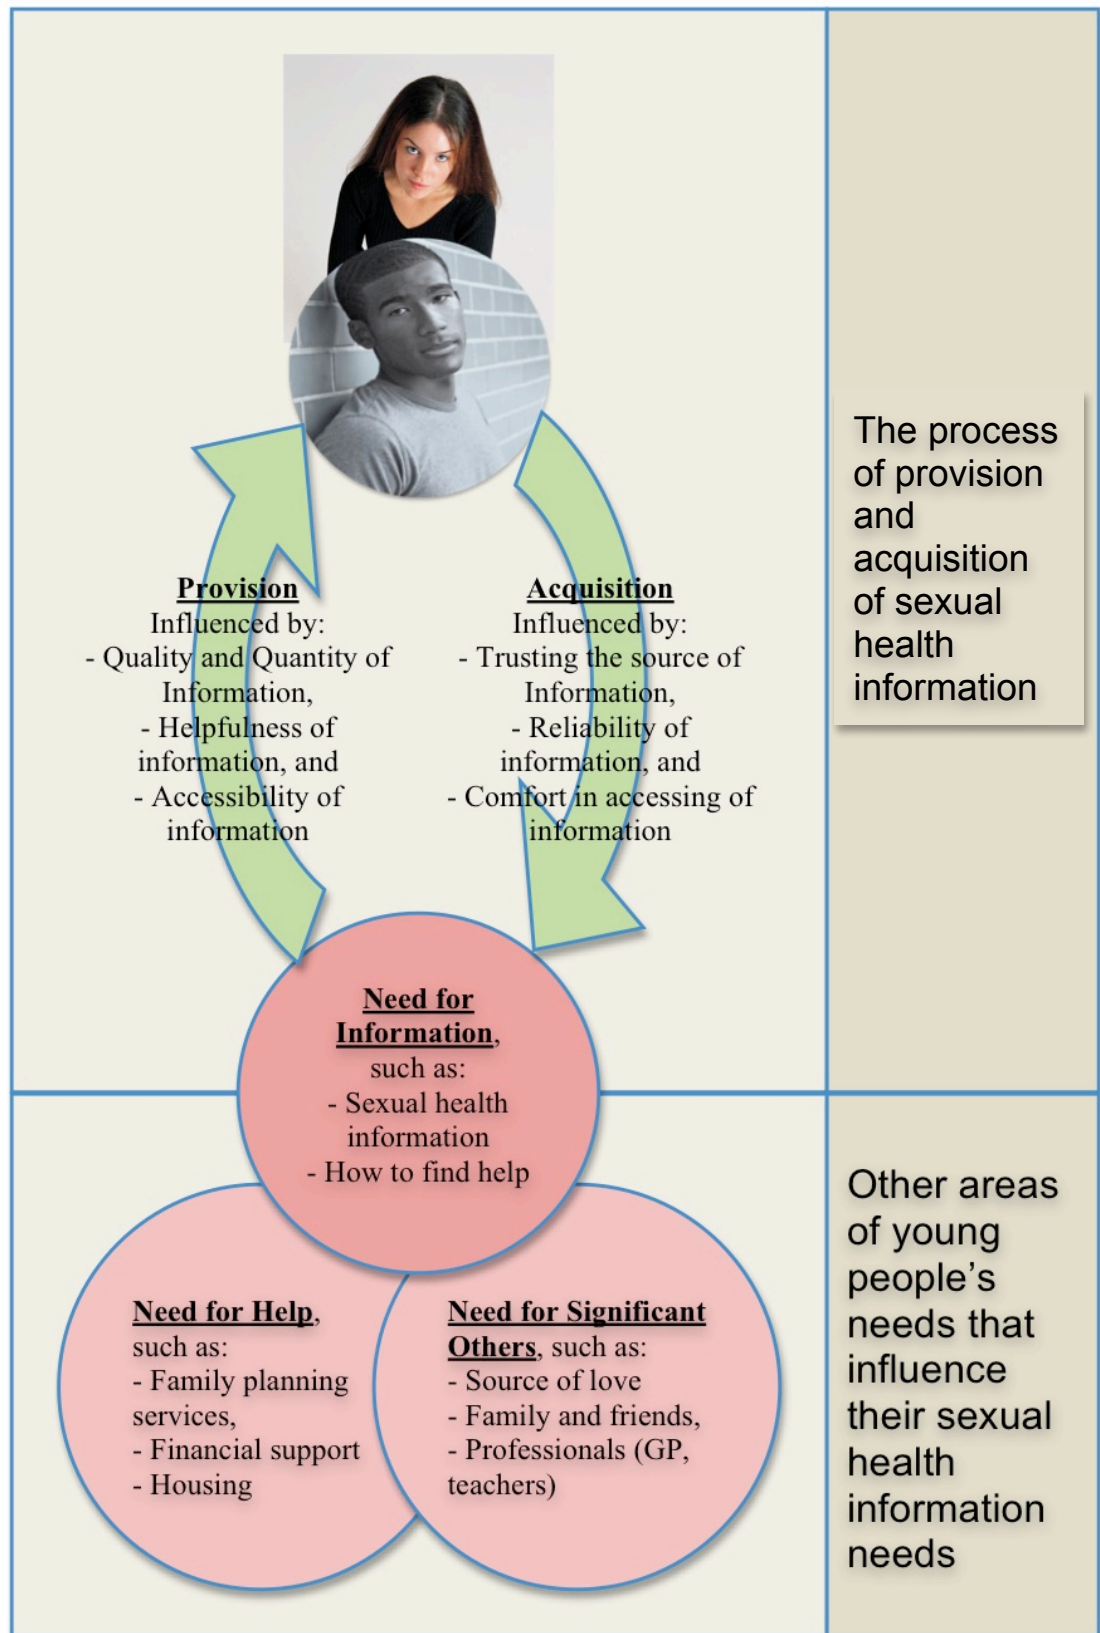 Provision
Influenced by:
- Quality and Quantity of
Information,
- Helpfulness of
information, and
- Accessibility of
information
Acquisition
Influenced by:
- Trusting the source of
Information,
- Reliability of
information, and
- Comfort in accessing of
information
The process
of provision
and
acquisition
of sexual
health
information
Need for
Information,
such as:
- Sexual health
information
- How to find help
Need for Help,
such as:
- Family planning
services,
- Financial support
- Housing
Need for Significant
Others, such as:
- Source of love
- Family and friends,
- Professionals (GP,
teachers)
Other areas
of young
people’s
needs that
influence
their sexual
health
information
needs